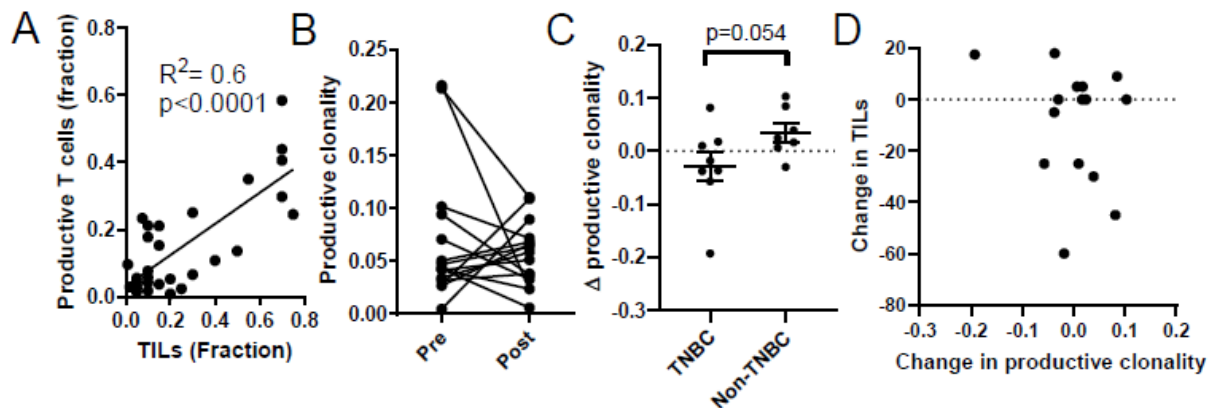 A
Productive T cells (fraction)
0.8
0.6
0.4
0.2
0.0
R²= 0.6
p<0.0001
0.0 0.2 0.4 0.6 0.8
TILs (Fraction)
B
Productive clonality
0.25
0.20
0.15
0.10
0.05
0.00
Pre Post
C
Δ productive clonality
p=0.054
0.2
0.1
0.0
-0.1
-0.2
-0.3
TNBC Non-TNBC
D
Change in TILs
20
0
-20
-40
-60
-80
-0.3 -0.2 -0.1 0.0 0.1 0.2
Change in productive clonality